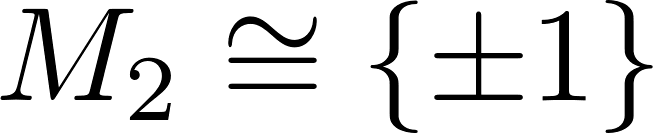 M₂ ≅ {±1}